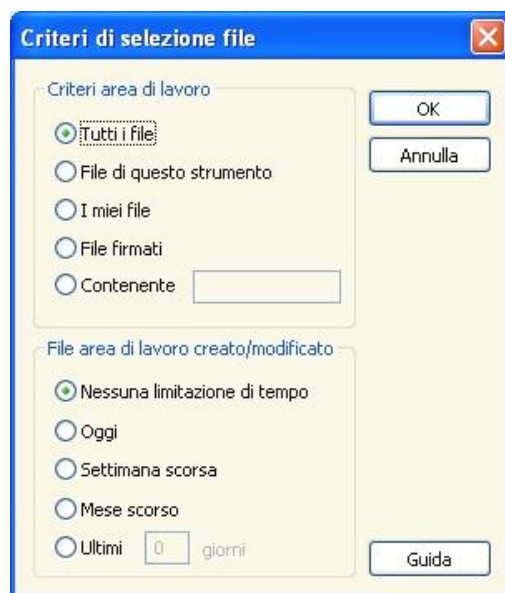 Criteri di selezione file
Criteri area di lavoro
Tutti i file
File di questo strumento
I miei file
File firmati
Contenente
OK
Annulla
File area di lavoro creato/modificato
Nessuna limitazione di tempo
Oggi
Settimana scorsa
Mese scorso
Ultimi 0 giorni
Guida